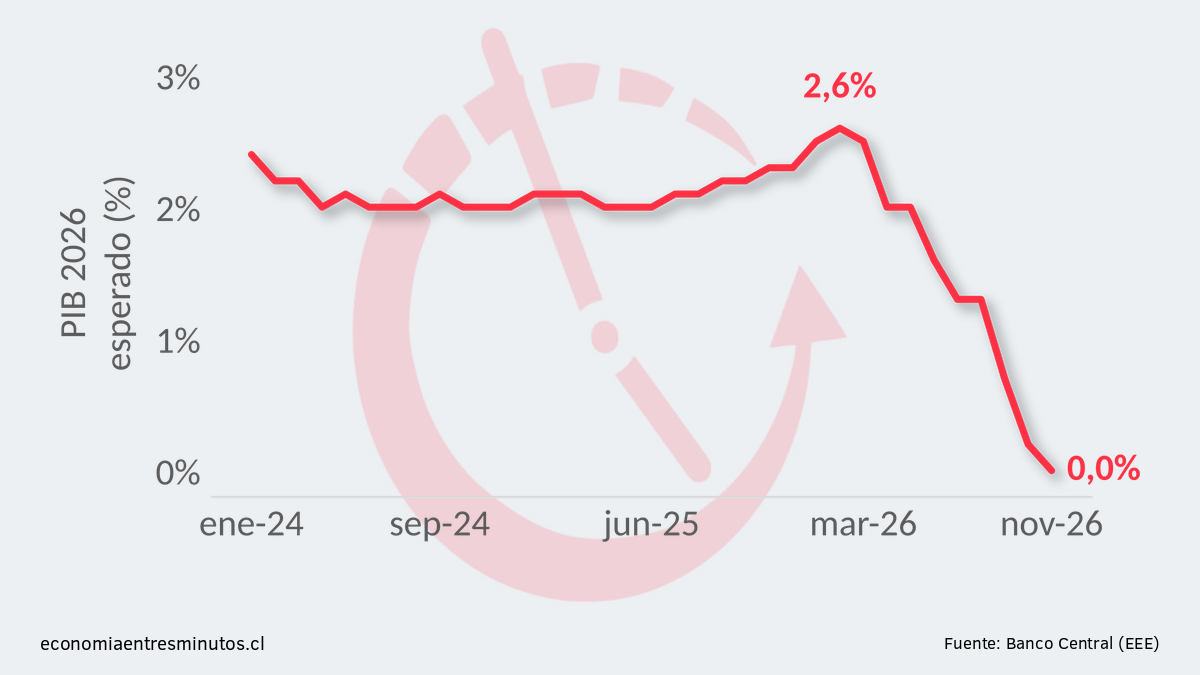 3%
2%
1%
0%
PIB 2026
esperado (%)
2,6%
0,0%
ene-24
sep-24
jun-25
mar-26
nov-26
economiaentresminutos.cl
Fuente: Banco Central (EEE)